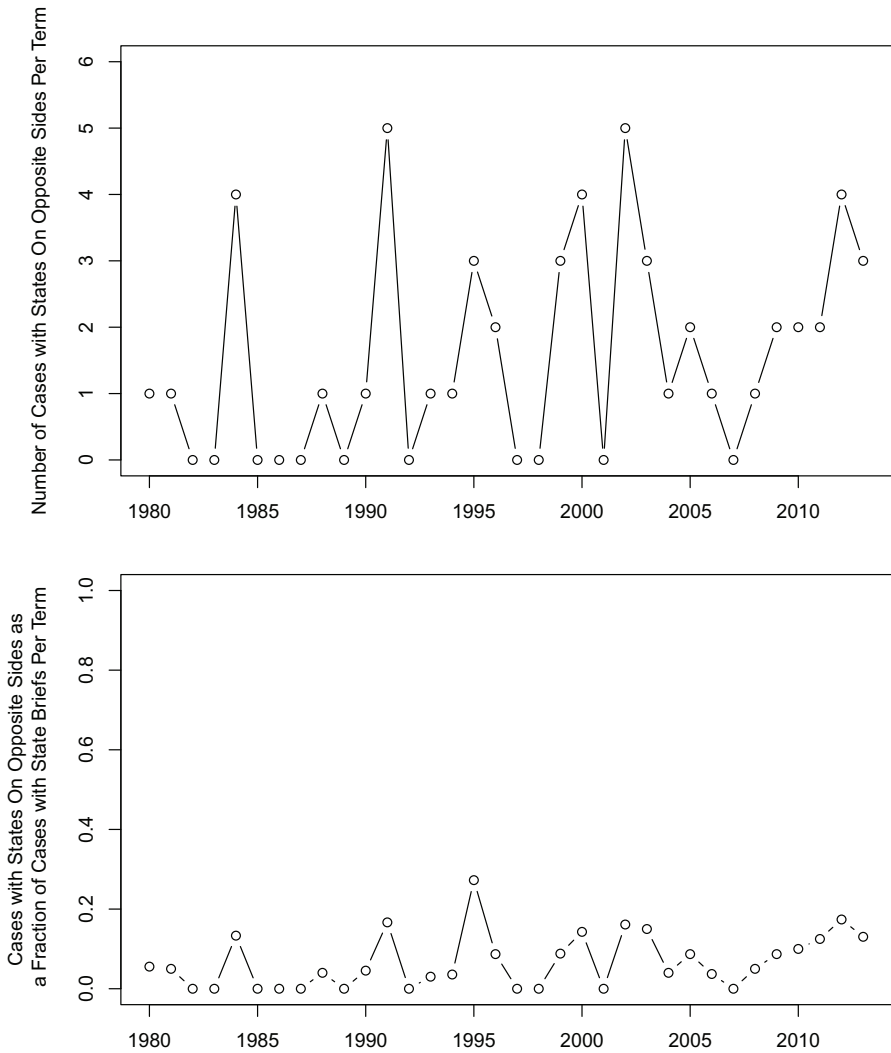 Number of Cases with States On Opposite Sides Per Term
6
5
4
3
2
1
0
1980 1985 1990 1995 2000 2005 2010
Cases with States On Opposite Sides as
a Fraction of Cases with State Briefs Per Term
1.0
0.8
0.6
0.4
0.2
0.0
1980 1985 1990 1995 2000 2005 2010